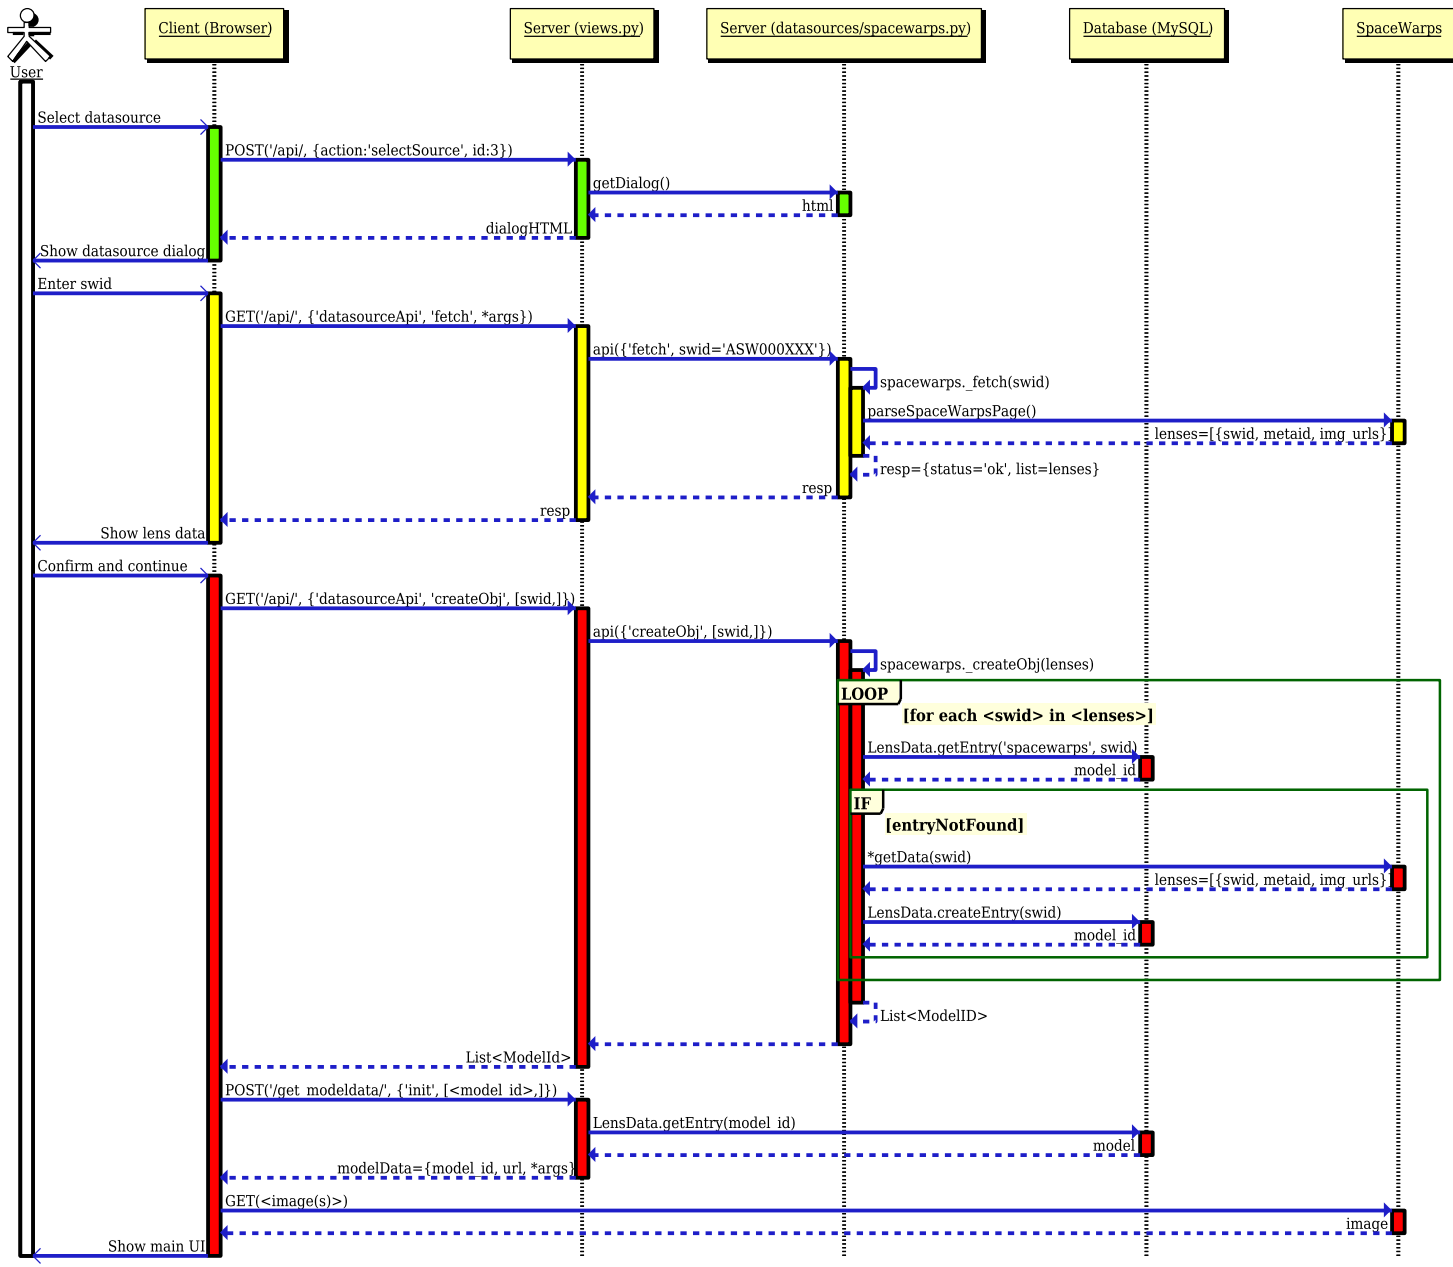 Client (Browser)
Server (views.py)
Server (datasources/spacewarps.py)
Database (MySQL)
SpaceWarps
User
Select datasource
POST('/api/, {action:'selectSource', id:3})
getDialog()
html
dialogHTML
Show datasource dialog
Enter swid
GET('/api/', {'datasourceApi', 'fetch', *args})
api({'fetch', swid='ASW000XXX'})
spacewarps._fetch(swid)
parseSpaceWarpsPage()
lenses=[{swid, metaid, img_urls}]
resp={status='ok', list=lenses}
resp
resp
Show lens data
Confirm and continue
GET('/api/', {'datasourceApi', 'createObj', [swid,]})
api({'createObj', [swid,]})
spacewarps._createObj(lenses)
LOOP
[for each <swid> in <lenses>]
LensData.getEntry('spacewarps', swid)
model_id
IF
[entryNotFound]
*getData(swid)
lenses=[{swid, metaid, img_urls}]
LensData.createEntry(swid)
model_id
List<ModelID>
List<ModelId>
POST('/get_modeldata/', {'init', [<model_id>,]})
LensData.getEntry(model_id)
model
modelData={model_id, url, *args}
GET(<image(s)>)
image
Show main UI